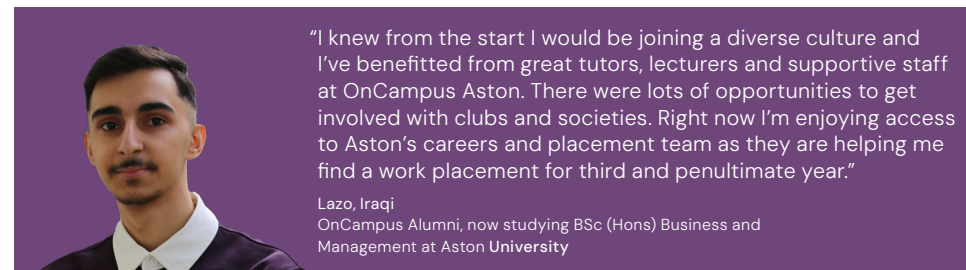 “I knew from the start I would be joining a diverse culture and
I’ve benefitted from great tutors, lecturers and supportive staff
at OnCampus Aston. There were lots of opportunities to get
involved with clubs and societies. Right now I’m enjoying access
to Aston’s careers and placement team as they are helping me
find a work placement for third and penultimate year.”
Lazo, Iraqi
OnCampus Alumni, now studying BSc (Hons) Business and
Management at Aston University